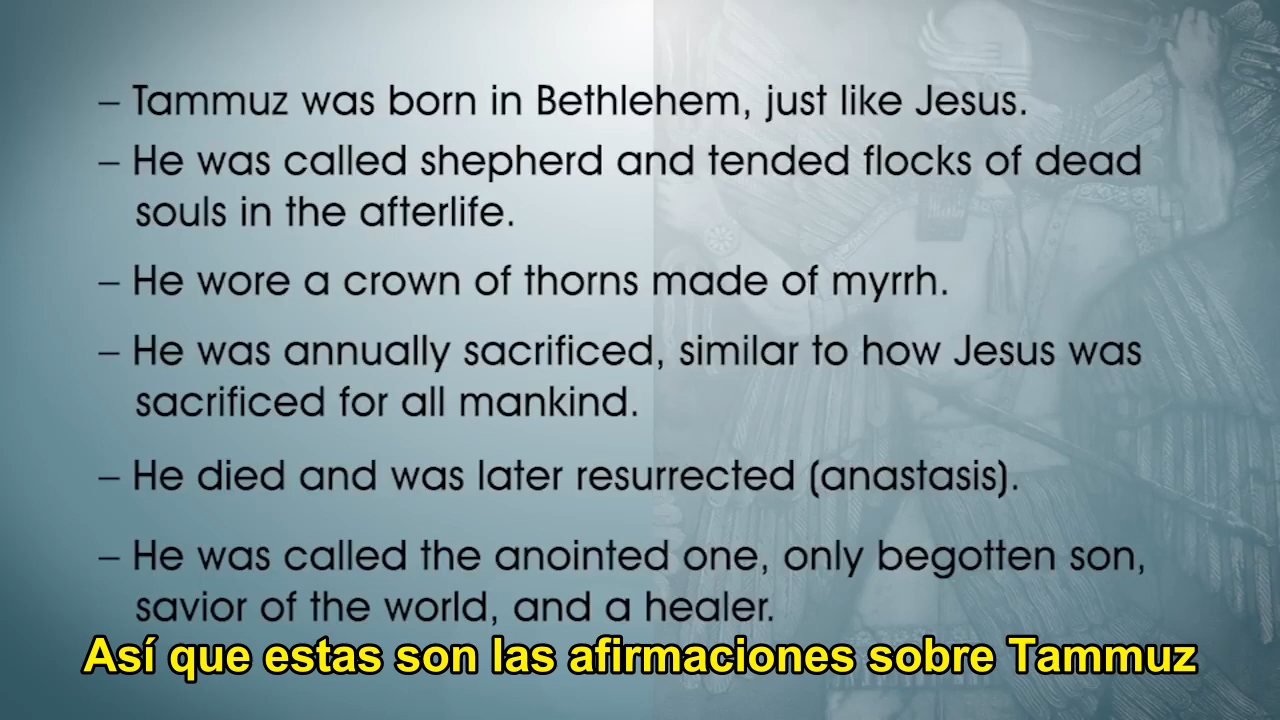 – Tammuz was born in Bethlehem, just like Jesus.
– He was called shepherd and tended flocks of dead
souls in the afterlife.
– He wore a crown of thorns made of myrrh.
– He was annually sacrificed, similar to how Jesus was
sacrificed for all mankind.
– He died and was later resurrected (anastasis).
– He was called the anointed one, only begotten son,
savior of the world, and a healer.
Así que estas son las afirmaciones sobre Tammuz